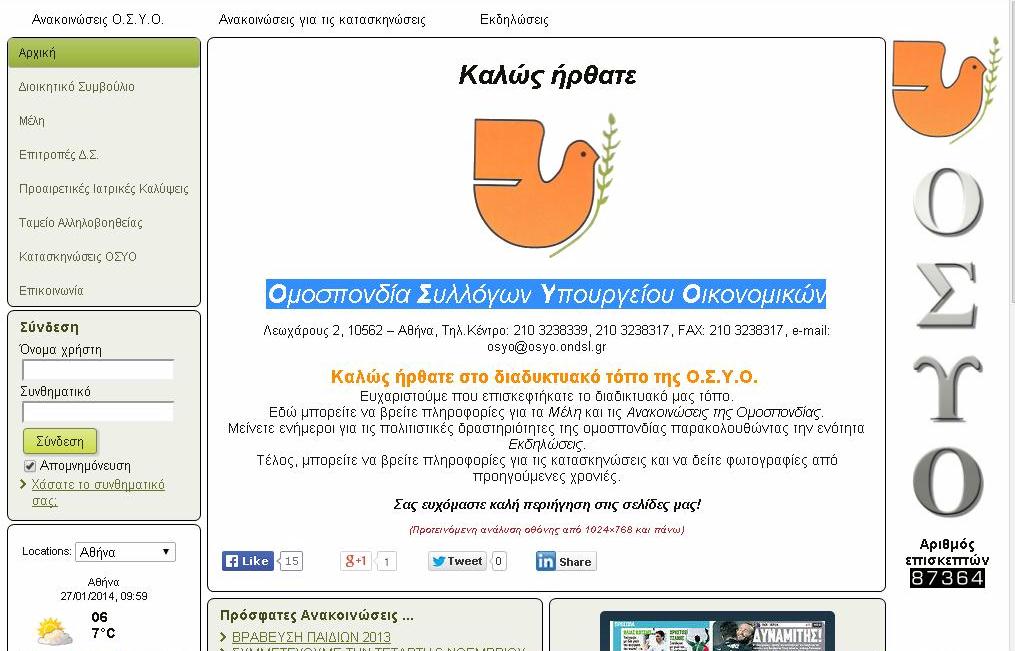 Ανακοινώσεις Ο.Σ.Υ.Ο.
Ανακοινώσεις για τις κατασκηνώσεις
Εκδηλώσεις
Αρχική
Διοικητικό Συμβούλιο
Μέλη
Επιτροπές Δ.Σ.
Προαιρετικές Ιατρικές Καλύψεις
Ταμείο Αλληλοβοηθείας
Κατασκηνώσεις ΟΣΥΟ
Επικοινωνία
Σύνδεση
Όνομα χρήστη
Συνθηματικό
Σύνδεση
Απομνημόνευση
Χάσατε το συνθηματικό
σας;
Locations: Αθήνα
Αθήνα
27/01/2014, 09:59
06
7°C
Καλώς ήρθατε
Ομοσπονδία Συλλόγων Υπουργείου Οικονομικών
Λεωχάρους 2, 10562 – Αθήνα, Τηλ.Κέντρο: 210 3238339, 210 3238317, FAX: 210 3238317, e-mail:
osyo@osyo.ondsl.gr
Καλώς ήρθατε στο διαδυκτυακό τόπο της Ο.Σ.Υ.Ο.
Ευχαριστούμε που επισκεφτήκατε το διαδικτυακό μας τόπο.
Εδώ μπορείτε να βρείτε πληροφορίες για τα Μέλη και τις Ανακοινώσεις της Ομοσπονδίας.
Μείνετε ενήμεροι για τις πολιτιστικές δραστηριότητες της ομοσπονδίας παρακολουθώντας την ενότητα
Εκδηλώσεις.
Τέλος, μπορείτε να βρείτε πληροφορίες για τις κατασκηνώσεις και να δείτε φωτογραφίες από
προηγούμενες χρονιές.
Σας ευχόμαστε καλή περιήγηση στις σελίδες μας!
(Προτεινόμενη ανάλυση οθόνης από 1024×768 και πάνω)
Like 15
g+1 1
Tweet 0
in Share
Πρόσφατες Ανακοινώσεις ...
ΒΡΑΒΕΥΣΗ ΠΑΙΔΙΩΝ 2013
ΣΥΜΜΕΤΕΧΟΥΜΕ ΤΗΝ ΤΕΤΑΡΤΗ 6 ΝΟΕΜΒΡΙΟΥ
ΔΥΝΑΜΙΤΗΣ!
Ο
Σ
Υ
Ο
Αριθμός
επισκεπτών
87364